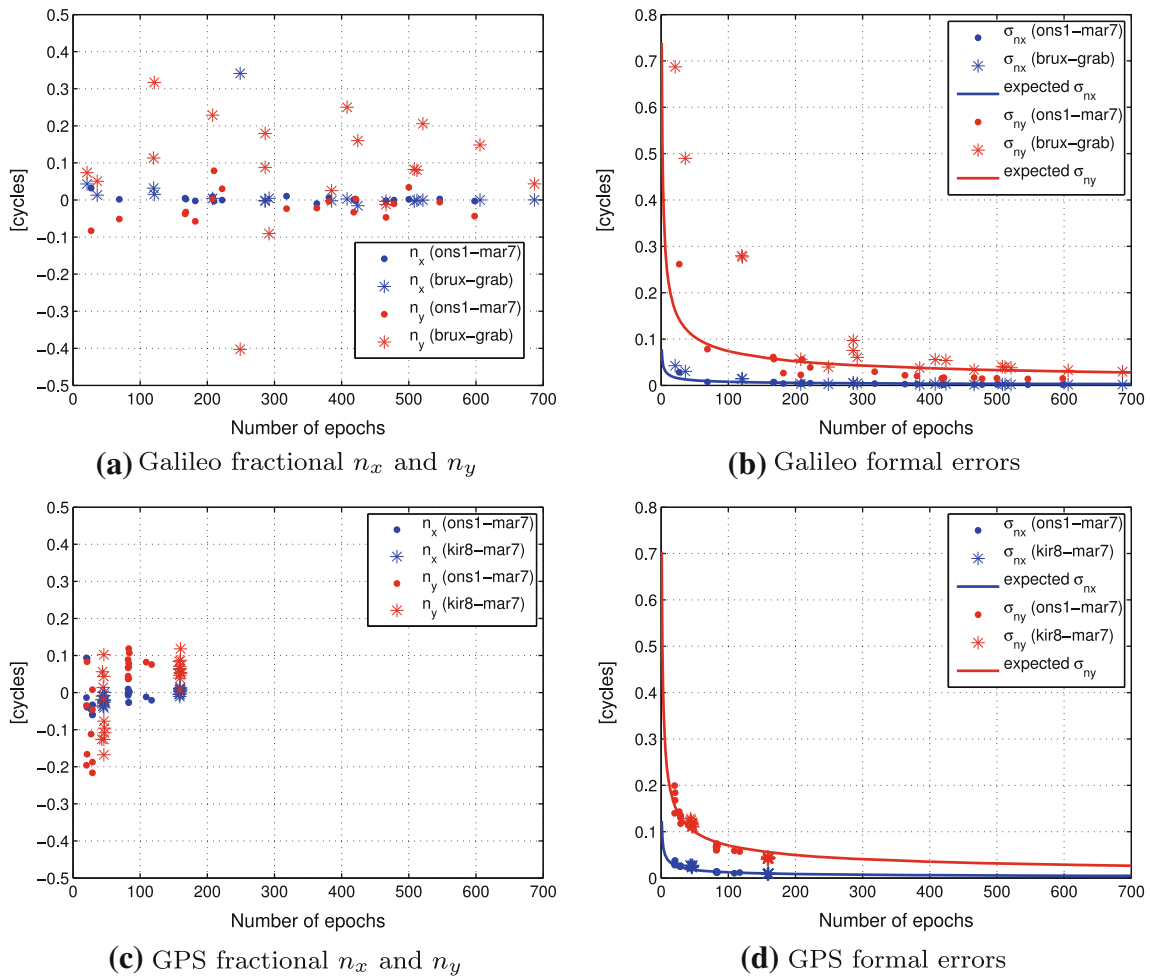 0.5
0.4
0.3
0.2
0.1
0
−0.1
−0.2
−0.3
−0.4
−0.5
[cycles]
0 100 200 300 400 500 600 700
Number of epochs
n_x (ons1−mar7)
n_x (brux−grab)
n_y (ons1−mar7)
n_y (brux−grab)
(a) Galileo fractional n_x and n_y
0.8
0.7
0.6
0.5
0.4
0.3
0.2
0.1
0
[cycles]
0 100 200 300 400 500 600 700
Number of epochs
σ_nx (ons1−mar7)
σ_nx (brux−grab)
expected σ_nx
σ_ny (ons1−mar7)
σ_ny (brux−grab)
expected σ_ny
(b) Galileo formal errors
0.5
0.4
0.3
0.2
0.1
0
−0.1
−0.2
−0.3
−0.4
−0.5
[cycles]
0 100 200 300 400 500 600 700
Number of epochs
n_x (ons1−mar7)
n_x (kir8−mar7)
n_y (ons1−mar7)
n_y (kir8−mar7)
(c) GPS fractional n_x and n_y
0.8
0.7
0.6
0.5
0.4
0.3
0.2
0.1
0
[cycles]
0 100 200 300 400 500 600 700
Number of epochs
σ_nx (ons1−mar7)
σ_nx (kir8−mar7)
expected σ_nx
σ_ny (ons1−mar7)
σ_ny (kir8−mar7)
expected σ_ny
(d) GPS formal errors